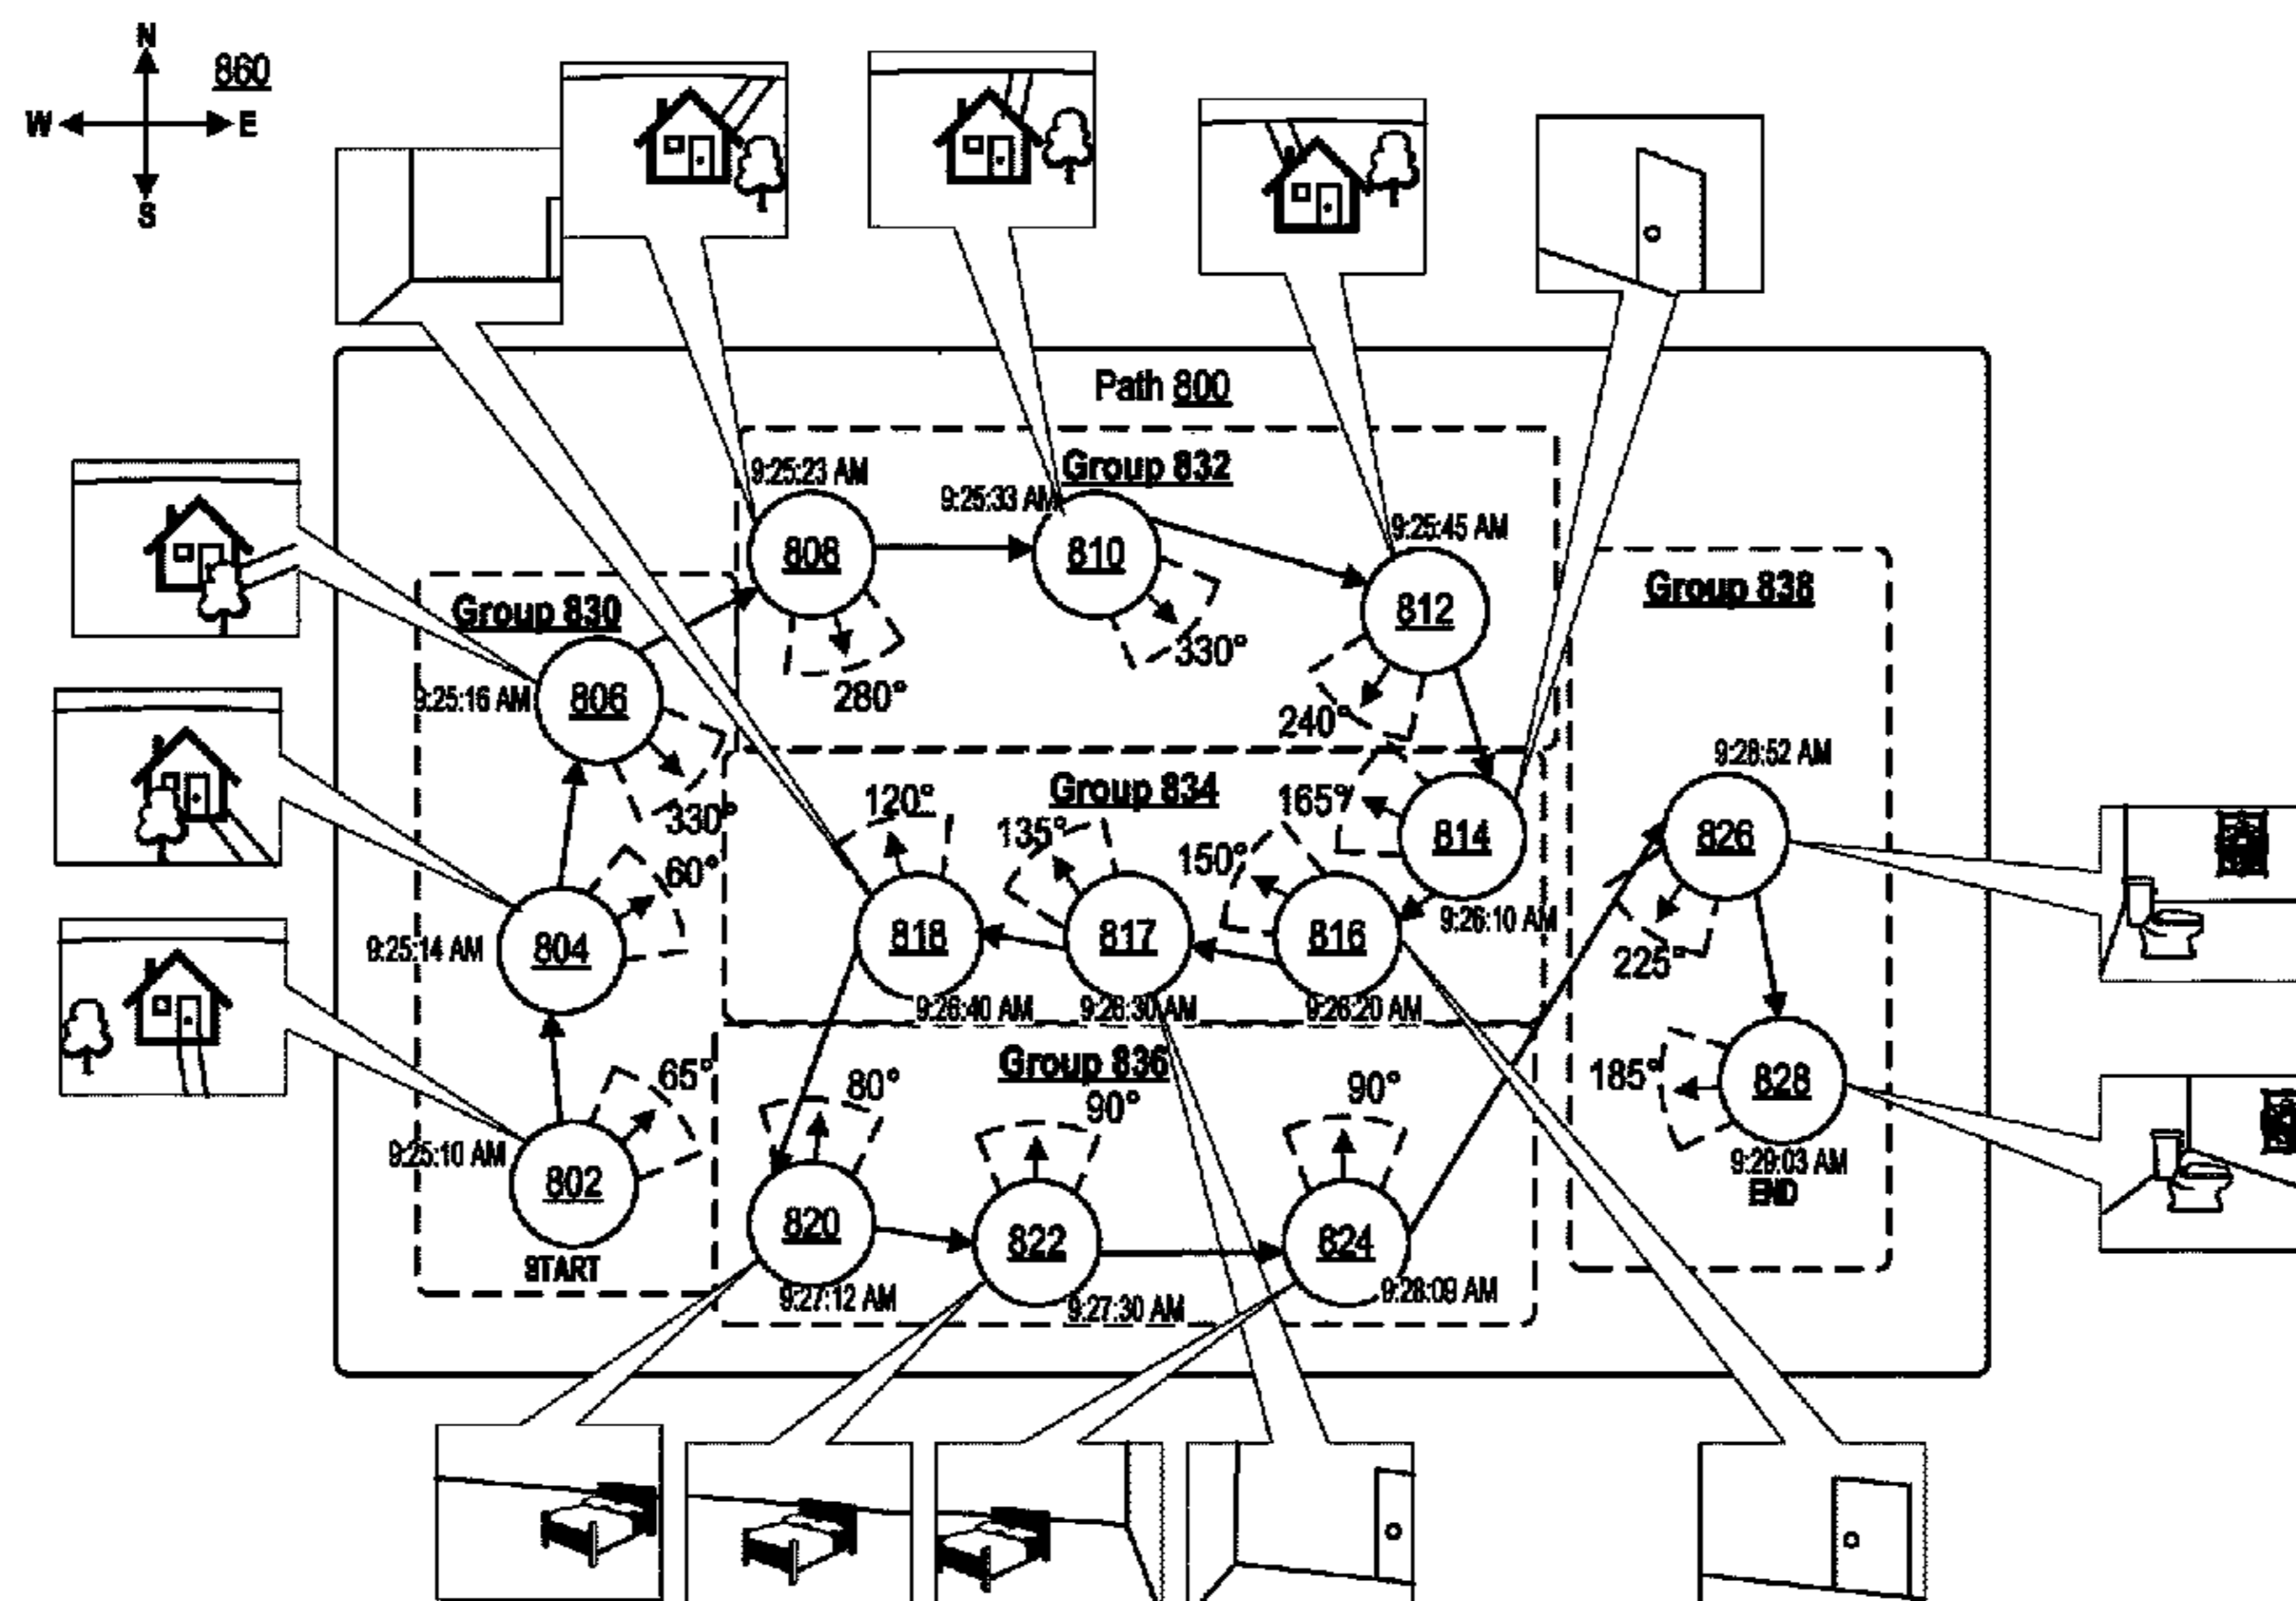 N
860
W E
S
Path 800
Group 832
9:25:23 AM
9:25:33 AM
9:25:45 AM
808
810
812
280°
330°
240°
Group 830
806
9:25:16 AM
330°
804
9:25:14 AM
60°
802
9:25:10 AM
65°
START
Group 834
814
9:26:10 AM
165°
816
9:26:20 AM
150°
817
9:26:30 AM
135°
818
9:26:40 AM
120°
Group 836
820
9:27:12 AM
80°
822
9:27:30 AM
90°
824
9:28:09 AM
90°
Group 838
9:28:52 AM
826
225°
828
185°
9:29:03 AM
END